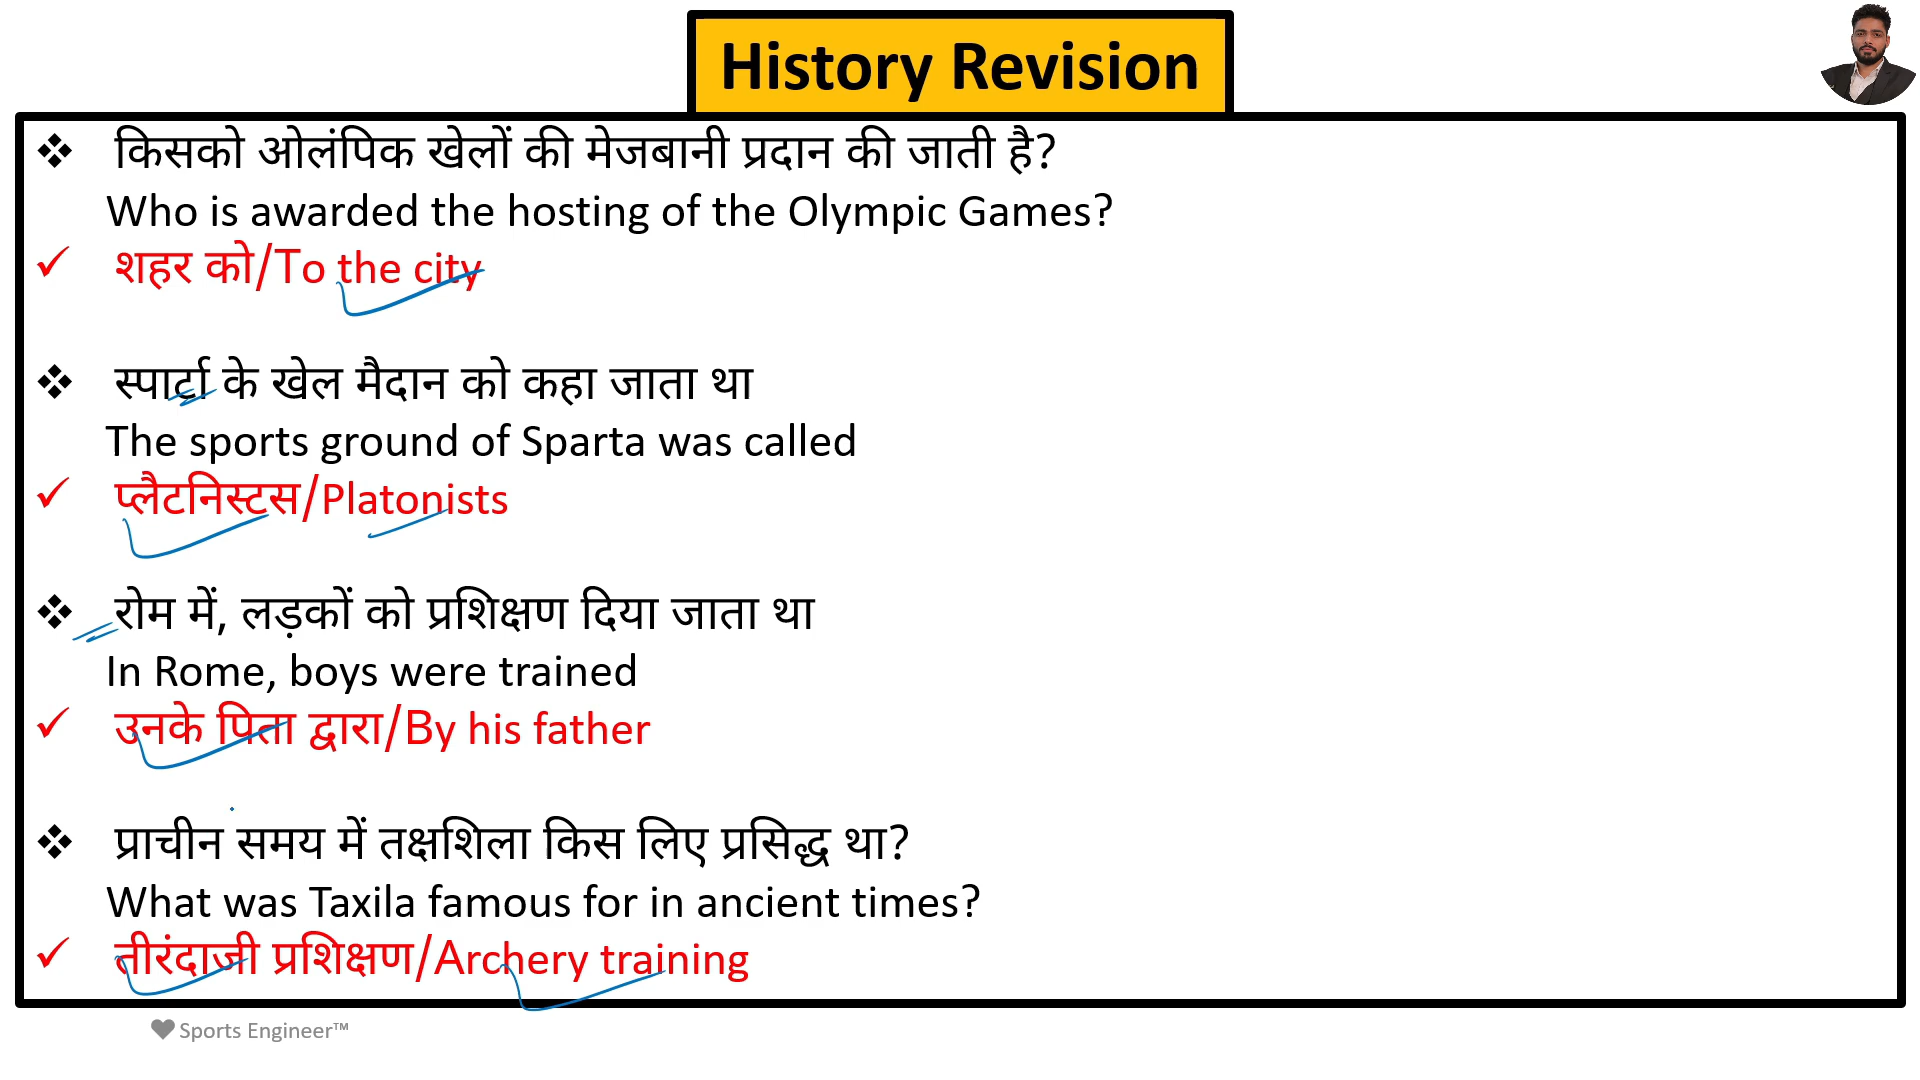 History Revision
किसको ओलंपिक खेलों की मेजबानी प्रदान की जाती है?
Who is awarded the hosting of the Olympic Games?
शहर को/To the city
स्पार्टा के खेल मैदान को कहा जाता था
The sports ground of Sparta was called
प्लैटनिस्टस/Platonists
रोम में, लड़कों को प्रशिक्षण दिया जाता था
In Rome, boys were trained
उनके पिता द्वारा/By his father
प्राचीन समय में तक्षशिला किस लिए प्रसिद्ध था?
What was Taxila famous for in ancient times?
तीरंदाजी प्रशिक्षण/Archery training
Sports Engineer™